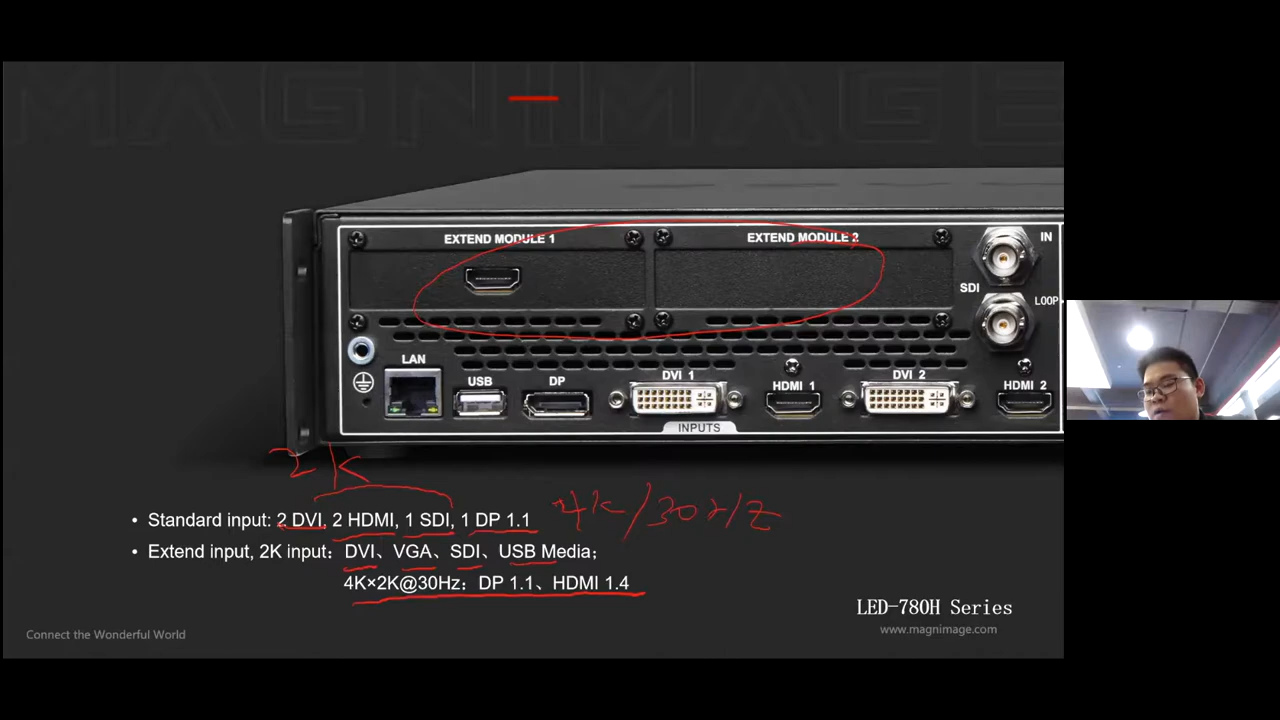 MAGNIMAGE
EXTEND MODULE 1
EXTEND MODULE 2
IN
SDI
LOOP
LAN
USB
DP
DVI 1
HDMI 1
DVI 2
HDMI 2
INPUTS
2K
• Standard input: 2 DVI, 2 HDMI, 1 SDI, 1 DP 1.1
4K/30HZ
• Extend input, 2K input：DVI、VGA、SDI、USB Media；
4K×2K@30Hz：DP 1.1、HDMI 1.4
LED-780H Series
Connect the Wonderful World
www.magnimage.com